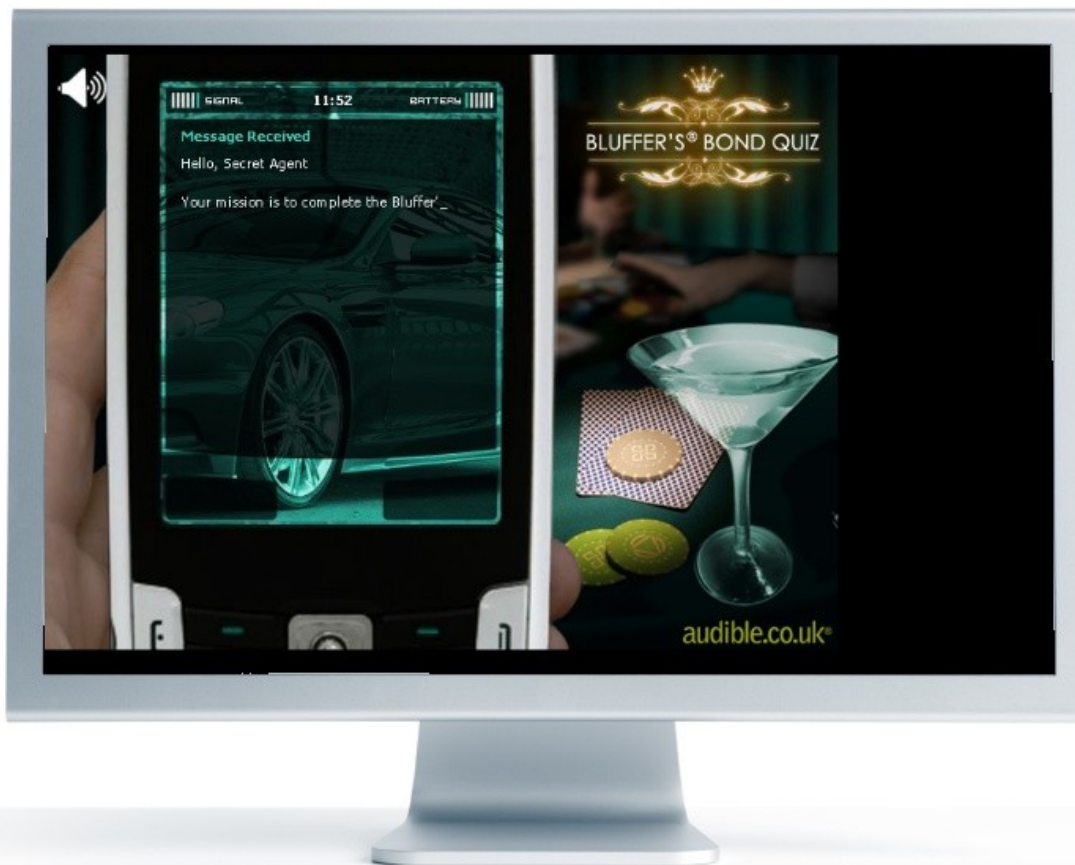 SIGNAL 11:52 BATTERY
Message Received
Hello, Secret Agent
Your mission is to complete the Bluffer'_
BLUFFER'S® BOND QUIZ
audible.co.uk®